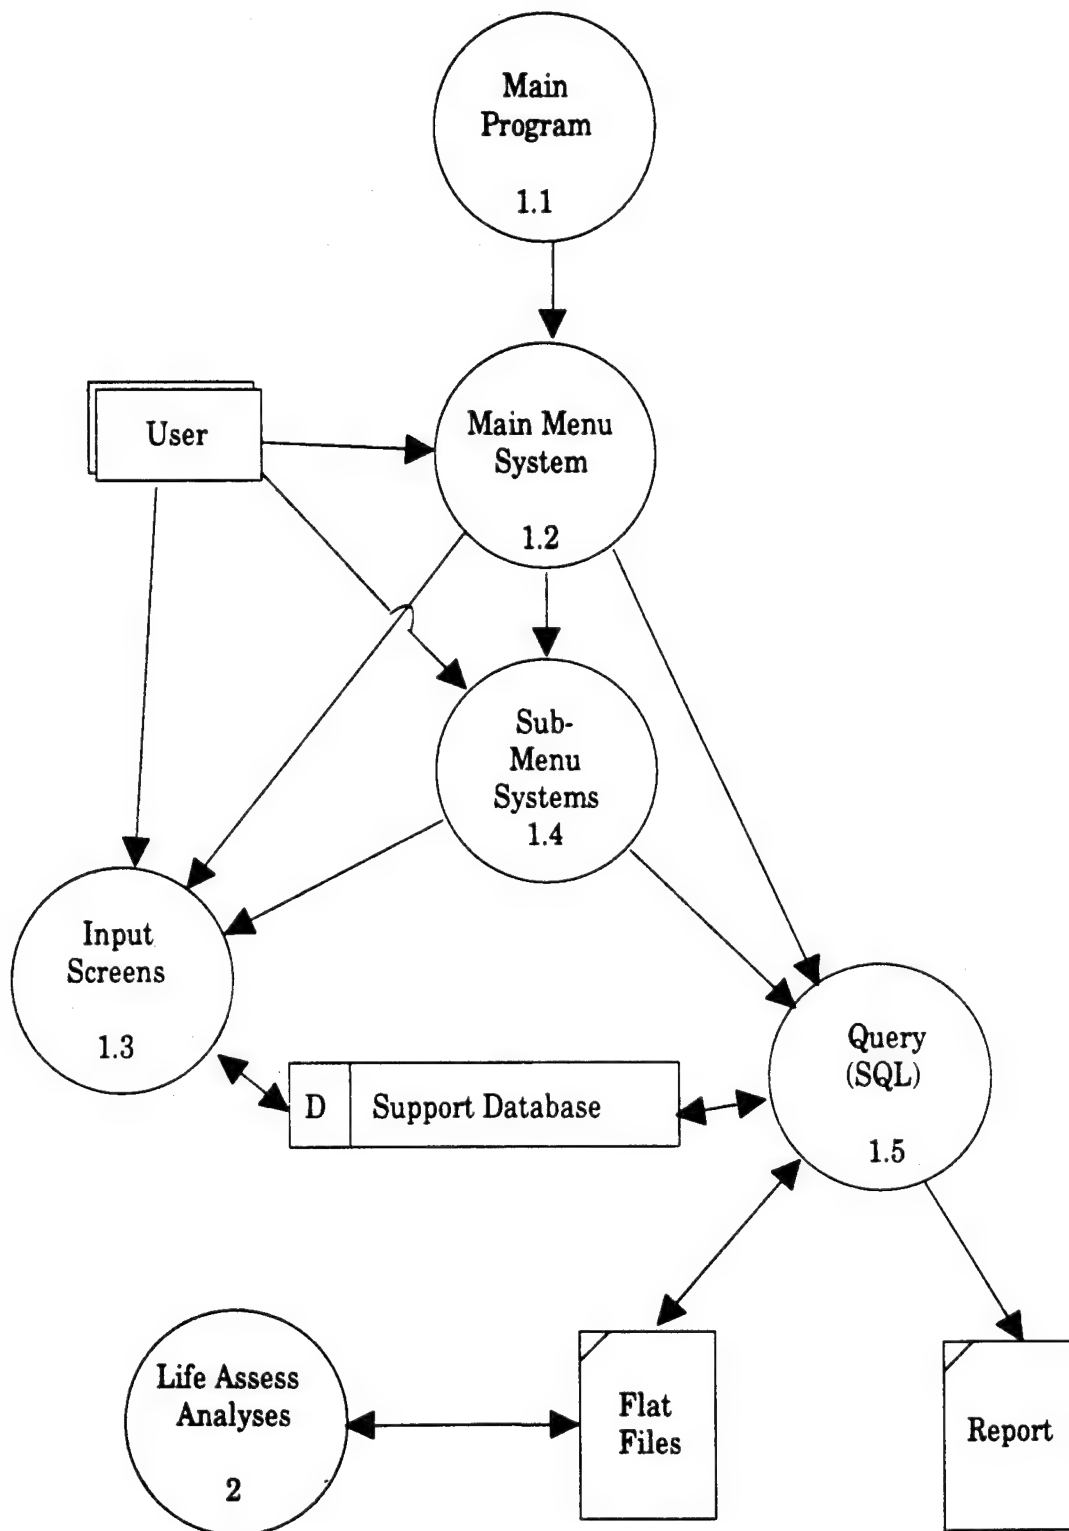 Main
Program
1.1
User
Main Menu
System
1.2
Sub-
Menu
Systems
1.4
Input
Screens
1.3
D
Support Database
Query
(SQL)
1.5
Life Assess
Analyses
2
Flat
Files
Report